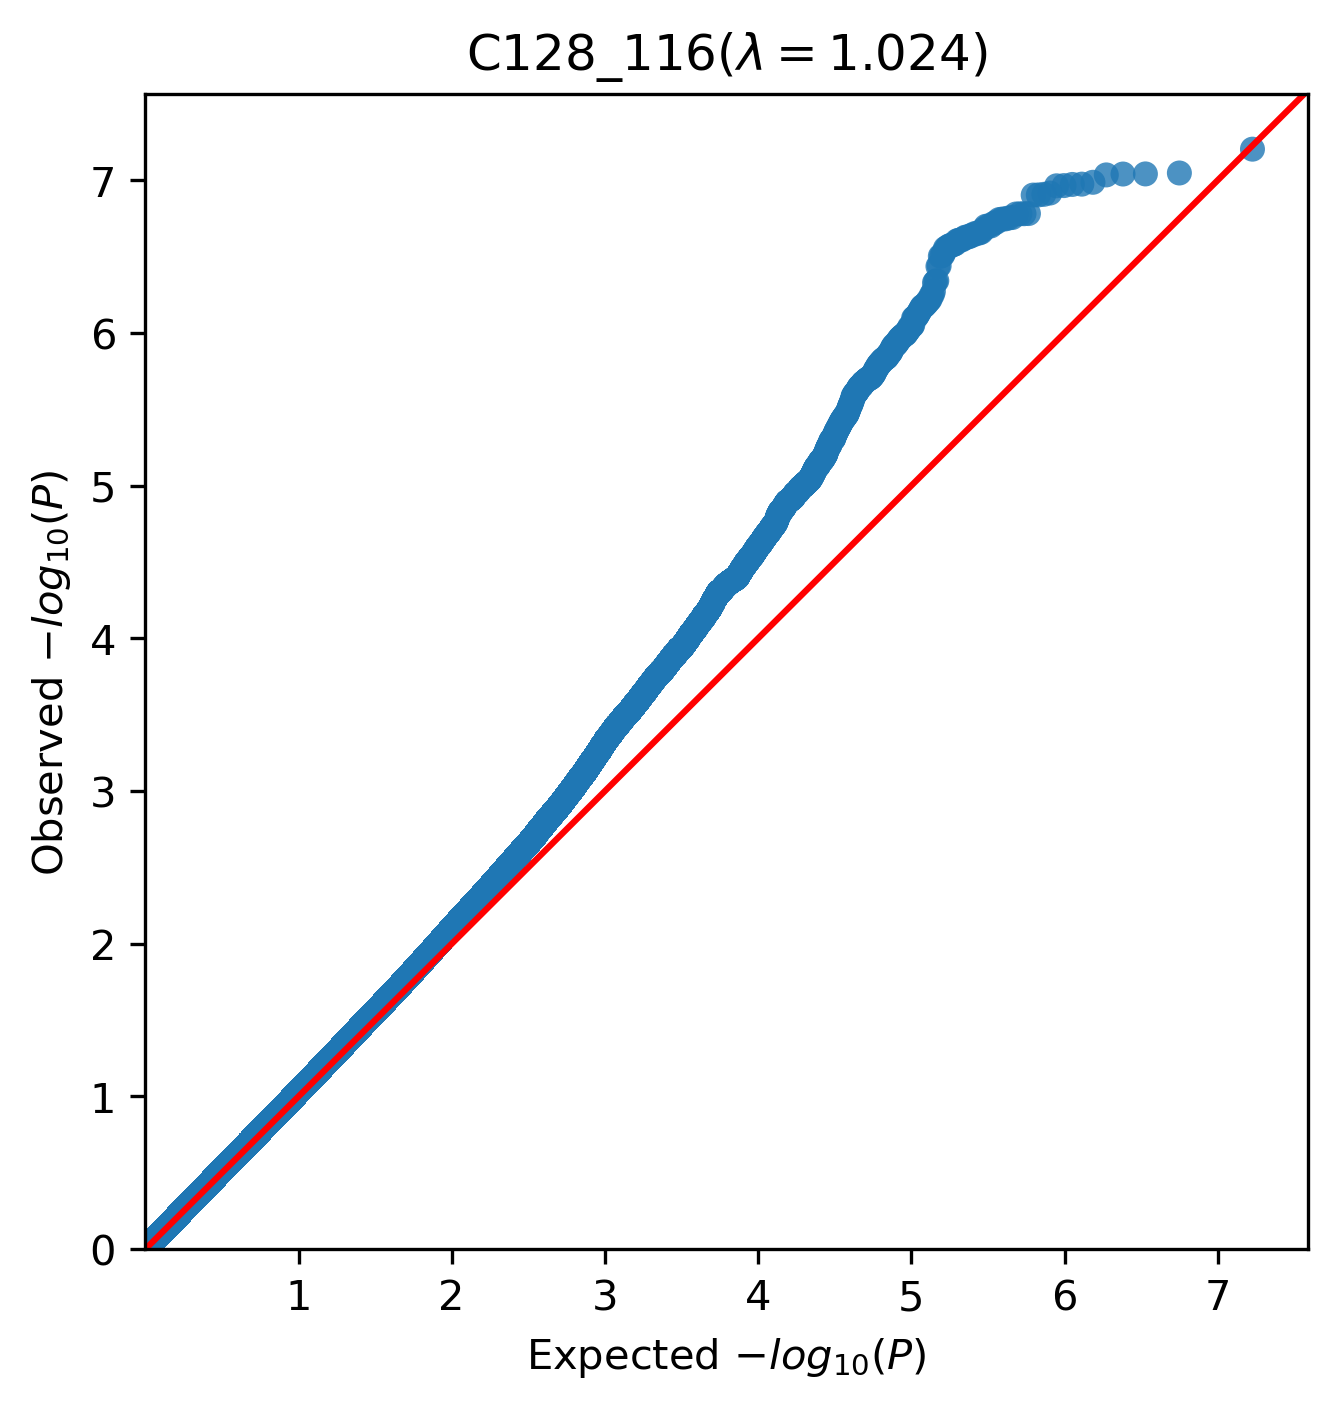 C128_116(λ = 1.024)
Observed −log₁₀(P)
7
6
5
4
3
2
1
0
1 2 3 4 5 6 7
Expected −log₁₀(P)